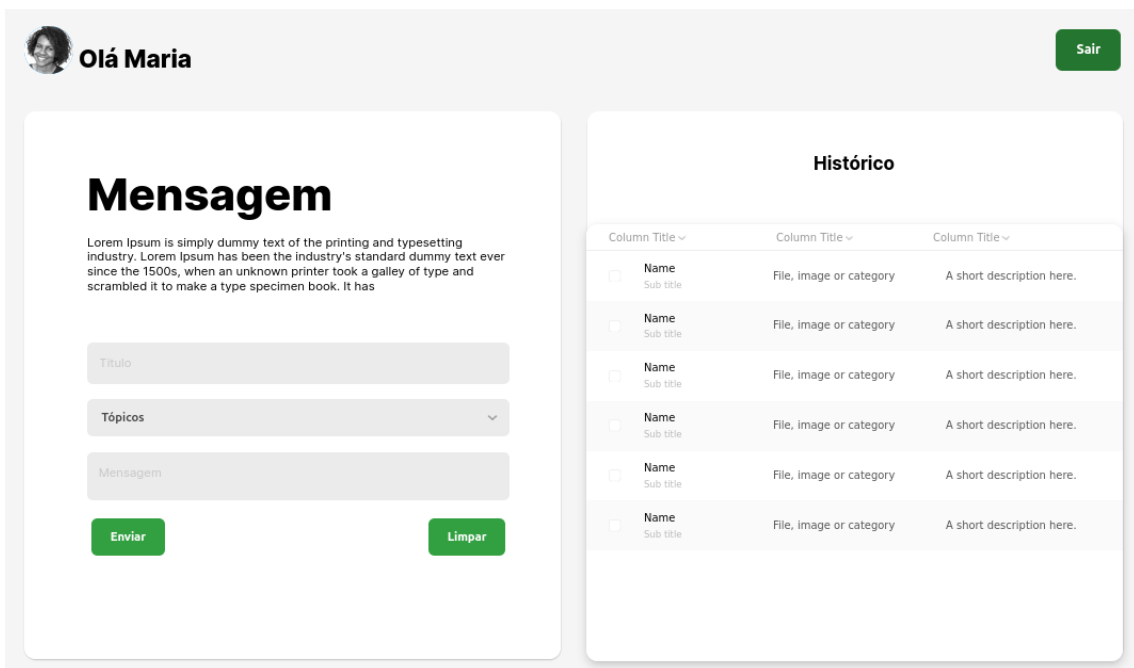 Olá Maria
Sair
Mensagem
Lorem Ipsum is simply dummy text of the printing and typesetting
industry. Lorem Ipsum has been the industry's standard dummy text ever
since the 1500s, when an unknown printer took a galley of type and
scrambled it to make a type specimen book. It has
Título
Tópicos
Mensagem
Enviar Limpar
Histórico
Column Title Column Title Column Title
Name
Sub title
File, image or category
A short description here.
Name
Sub title
File, image or category
A short description here.
Name
Sub title
File, image or category
A short description here.
Name
Sub title
File, image or category
A short description here.
Name
Sub title
File, image or category
A short description here.
Name
Sub title
File, image or category
A short description here.